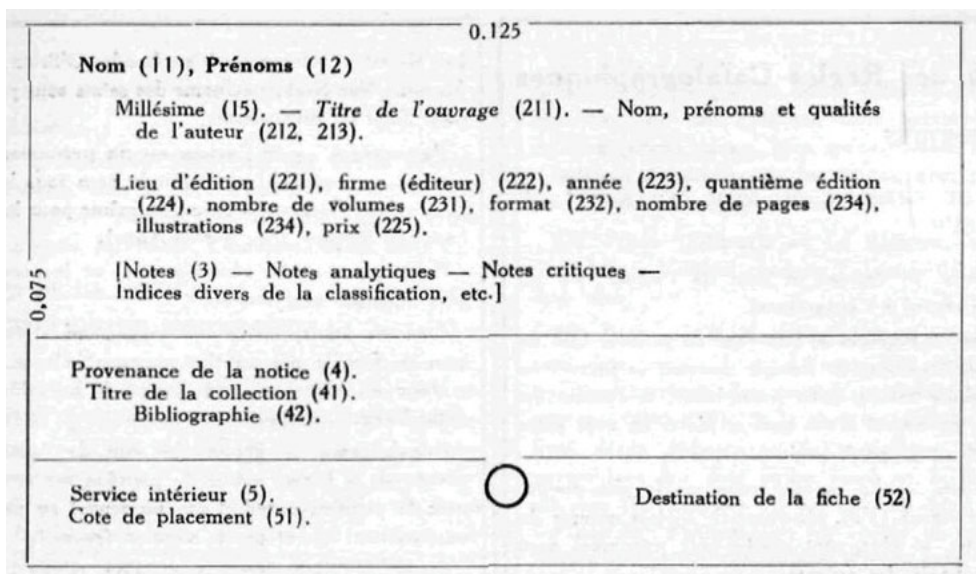 0.125
Nom (11), Prénoms (12)
Millésime (15). — Titre de l'ouvrage (211). — Nom, prénoms et qualités
de l'auteur (212, 213).
Lieu d'édition (221), firme (éditeur) (222), année (223), quantième édition
(224), nombre de volumes (231), format (232), nombre de pages (234),
illustrations (234), prix (225).
[Notes (3) — Notes analytiques — Notes critiques —
Indices divers de la classification, etc.]
0,075
Provenance de la notice (4).
Titre de la collection (41).
Bibliographie (42).
Service intérieur (5).
Cote de placement (51).
Destination de la fiche (52)
Règles Catalographiques